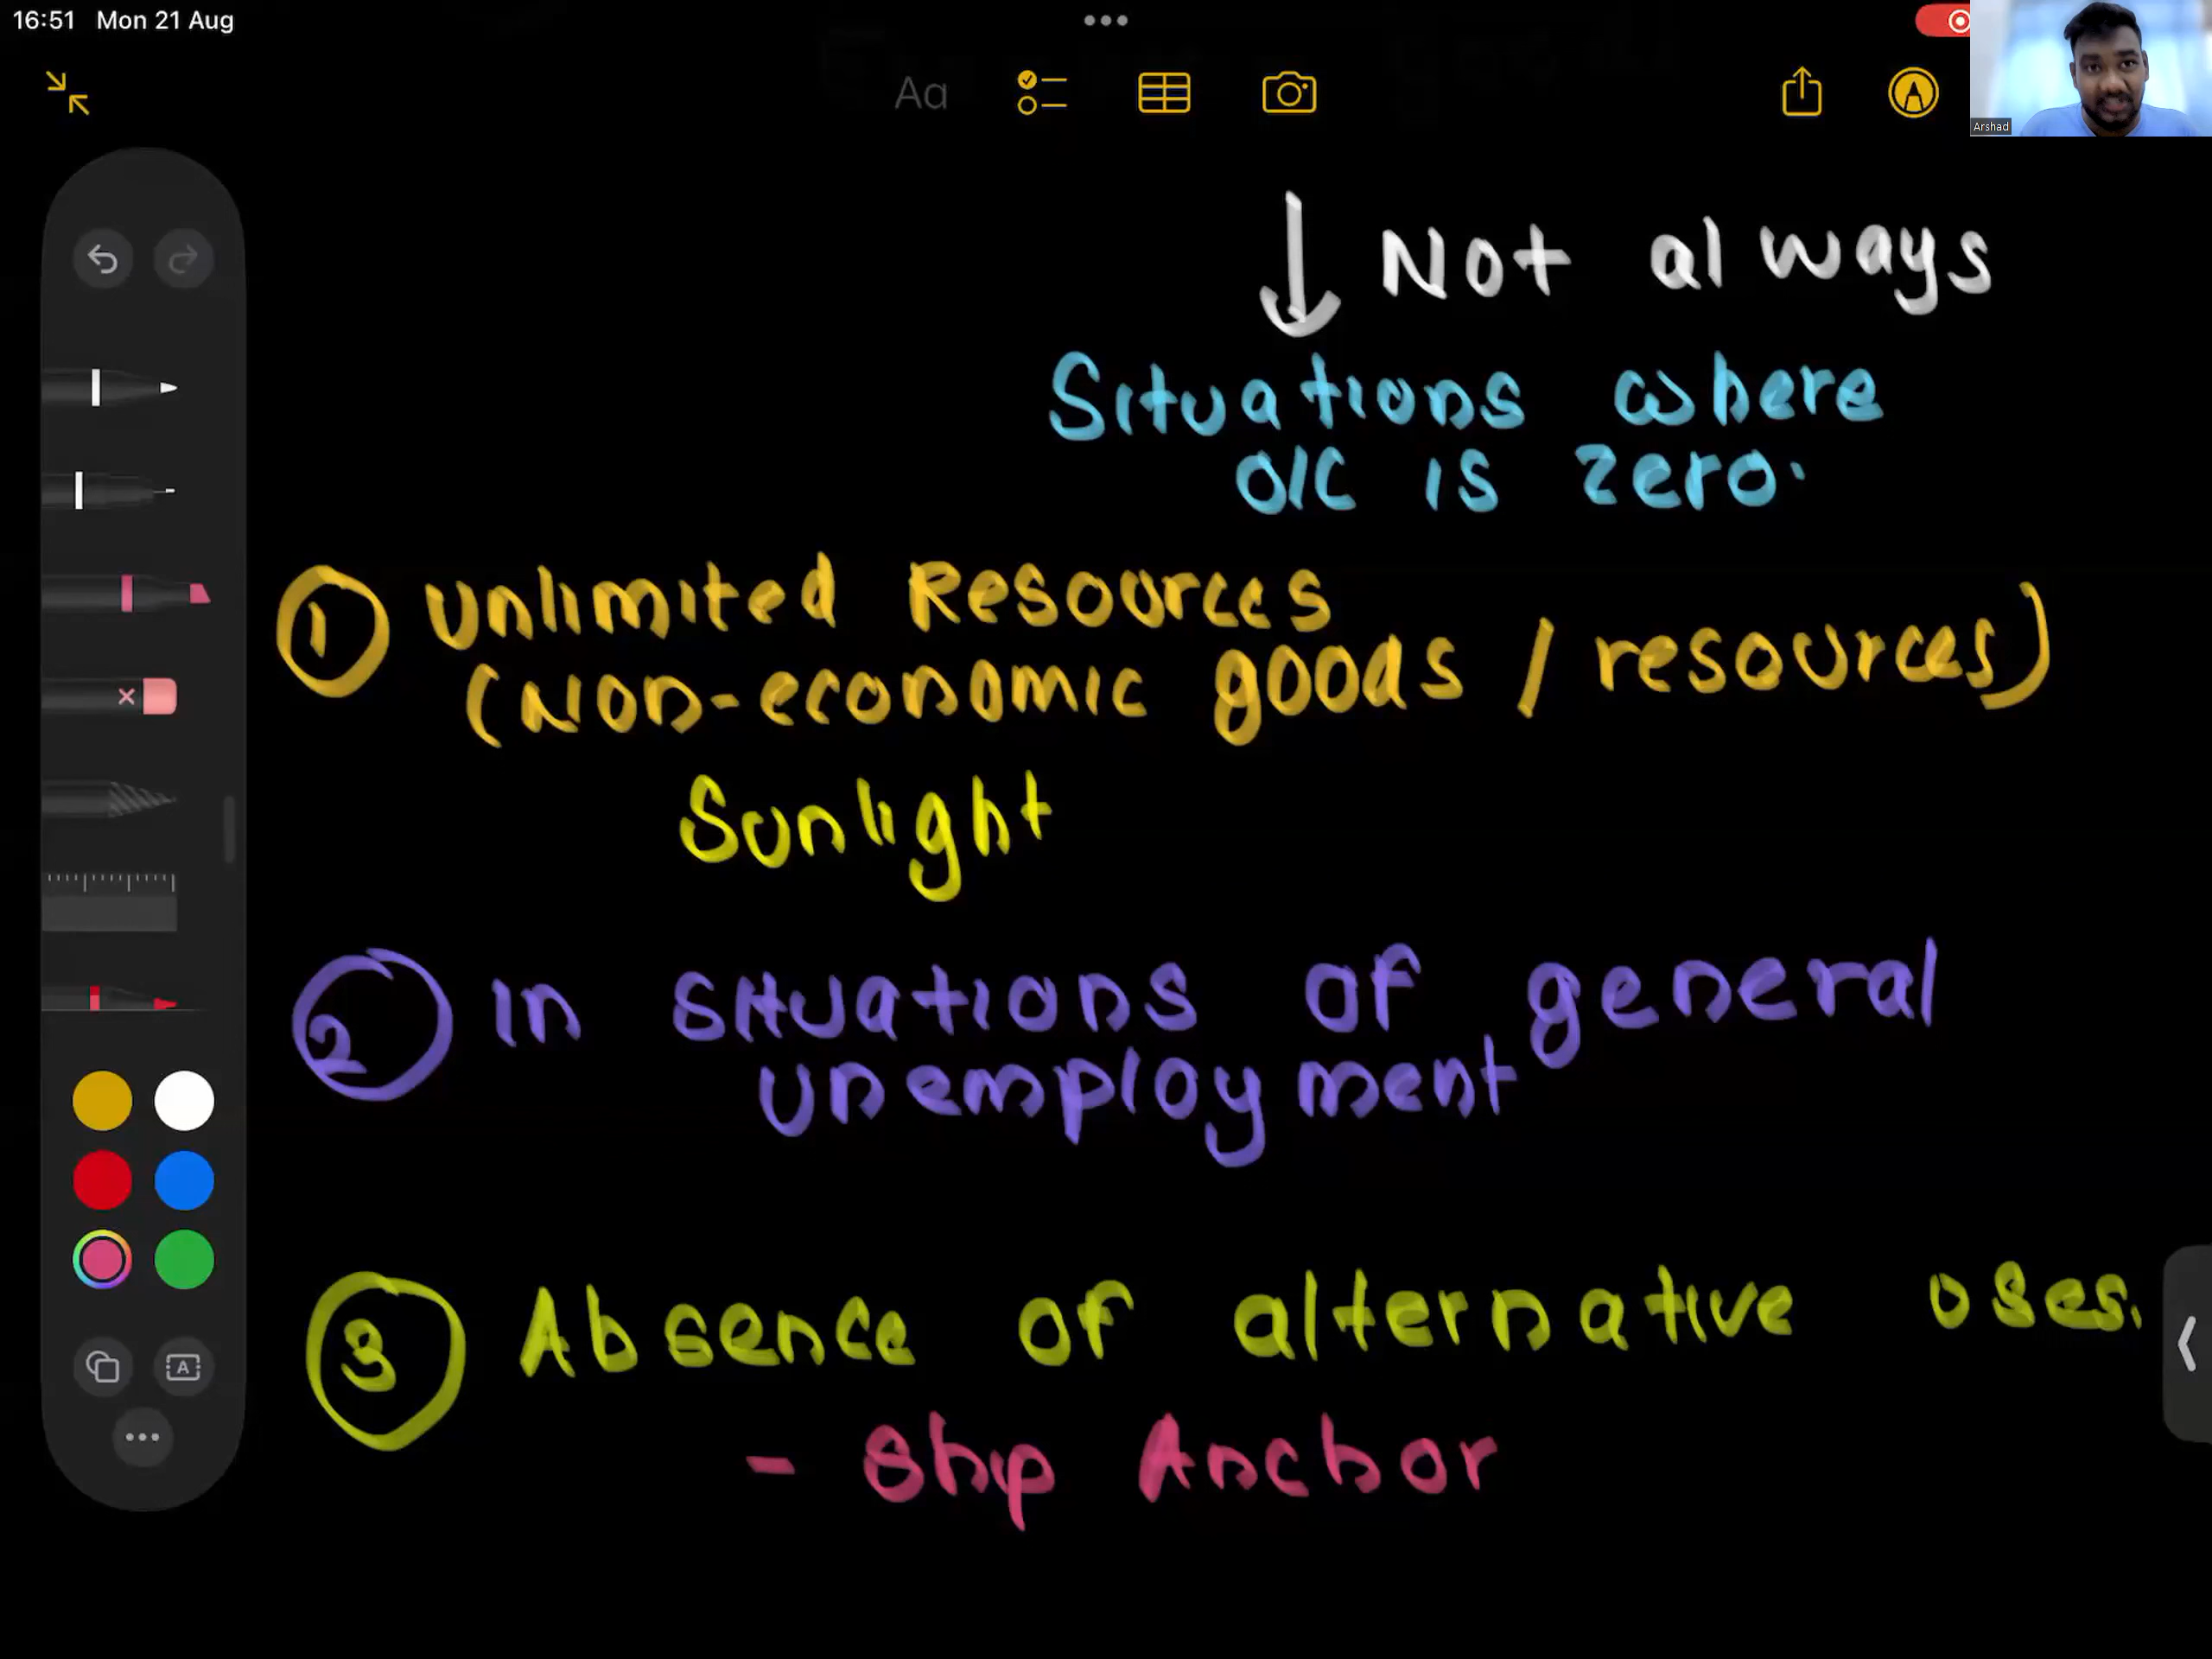 16:51 Mon 21 Aug
Aa
Arshad
Not always
Situations where
O/C is zero.
1 Unlimited Resources
(Non-economic goods / resources)
Sunlight
2 In situations of general
unemployment
3 Absence of alternative uses.
- Ship Anchor
A